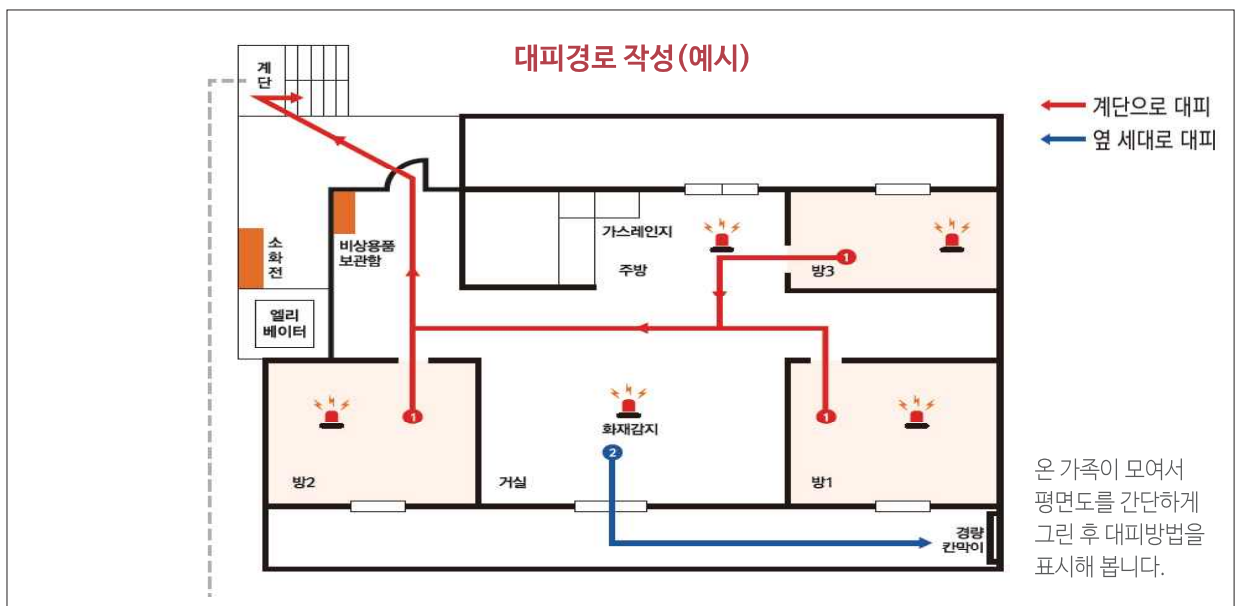 대피경로 작성(예시)
계
단
계단으로 대피
옆 세대로 대피
소
화
전
비상용품
보관함
가스레인지
주방
1
방3
엘리
베이터
1
방2
화재감지
2
거실
1
방1
경량
칸막이
온 가족이 모여서
평면도를 간단하게
그린 후 대피방법을
표시해 봅니다.